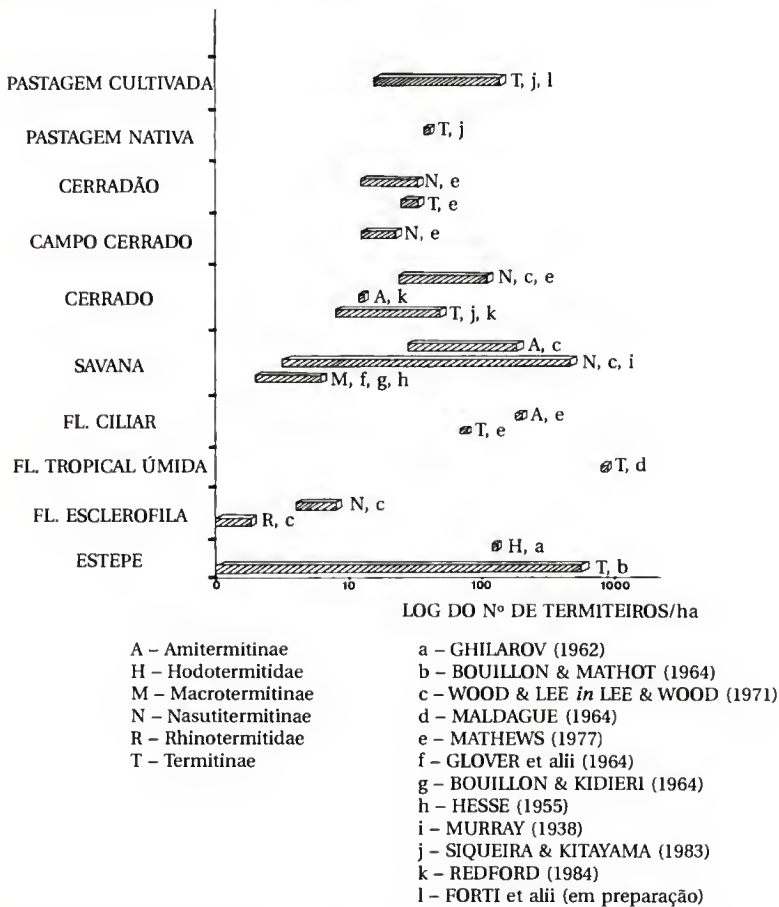 PASTAGEM CULTIVADA
T, j, l
PASTAGEM NATIVA
T, j
CERRADÃO
N, e
T, e
CAMPO CERRADO
N, e
CERRADO
N, c, e
A, k
T, j, k
SAVANA
A, c
N, c, i
M, f, g, h
FL. CILIAR
A, e
T, e
FL. TROPICAL ÚMIDA
T, d
FL. ESCLEROFILA
N, c
R, c
ESTEPE
H, a
T, b
0 10 100 1000
LOG DO Nº DE TERMITEIROS/ha
A – Amitermitinae
H – Hodotermitidae
M – Macrotermitinae
N – Nasutitermitinae
R – Rhinotermitidae
T – Termitinae
a – GHILAROV (1962)
b – BOUILLON & MATHOT (1964)
c – WOOD & LEE in LEE & WOOD (1971)
d – MALDAGUE (1964)
e – MATHEWS (1977)
f – GLOVER et alii (1964)
g – BOUILLON & KIDIERI (1964)
h – HESSE (1955)
i – MURRAY (1938)
j – SIQUEIRA & KITAYAMA (1983)
k – REDFORD (1984)
l – FORTI et alii (em preparação)